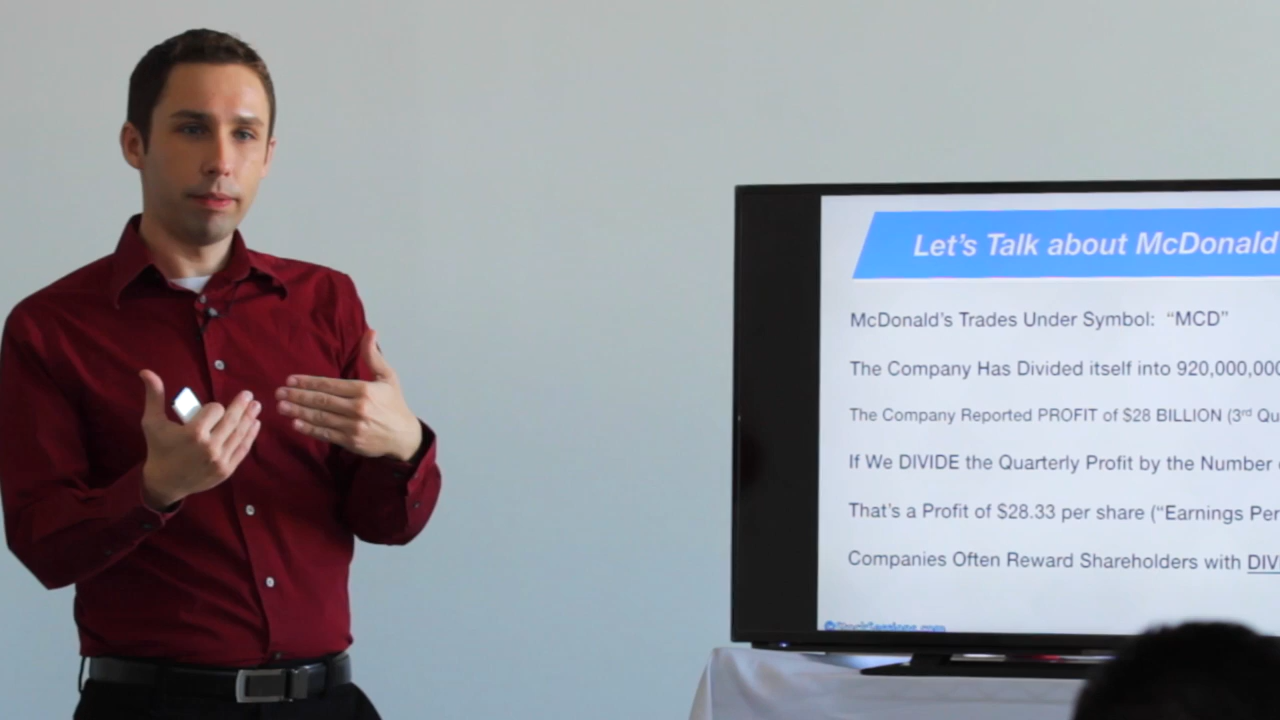 Let's Talk about McDonald
McDonald's Trades Under Symbol: “MCD”
The Company Has Divided itself into 920,000,000
The Company Reported PROFIT of $28 BILLION (3rd Qu
If We DIVIDE the Quarterly Profit by the Number
That's a Profit of $28.33 per share (“Earnings Per
Companies Often Reward Shareholders with DIV